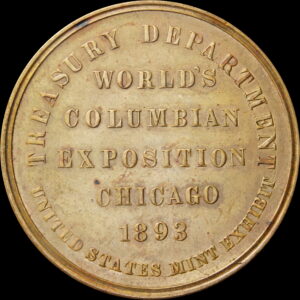 TREASURY DEPARTMENT
WORLD'S
COLUMBIAN
EXPOSITION
CHICAGO
1893
UNITED STATES MINT EXHIBIT